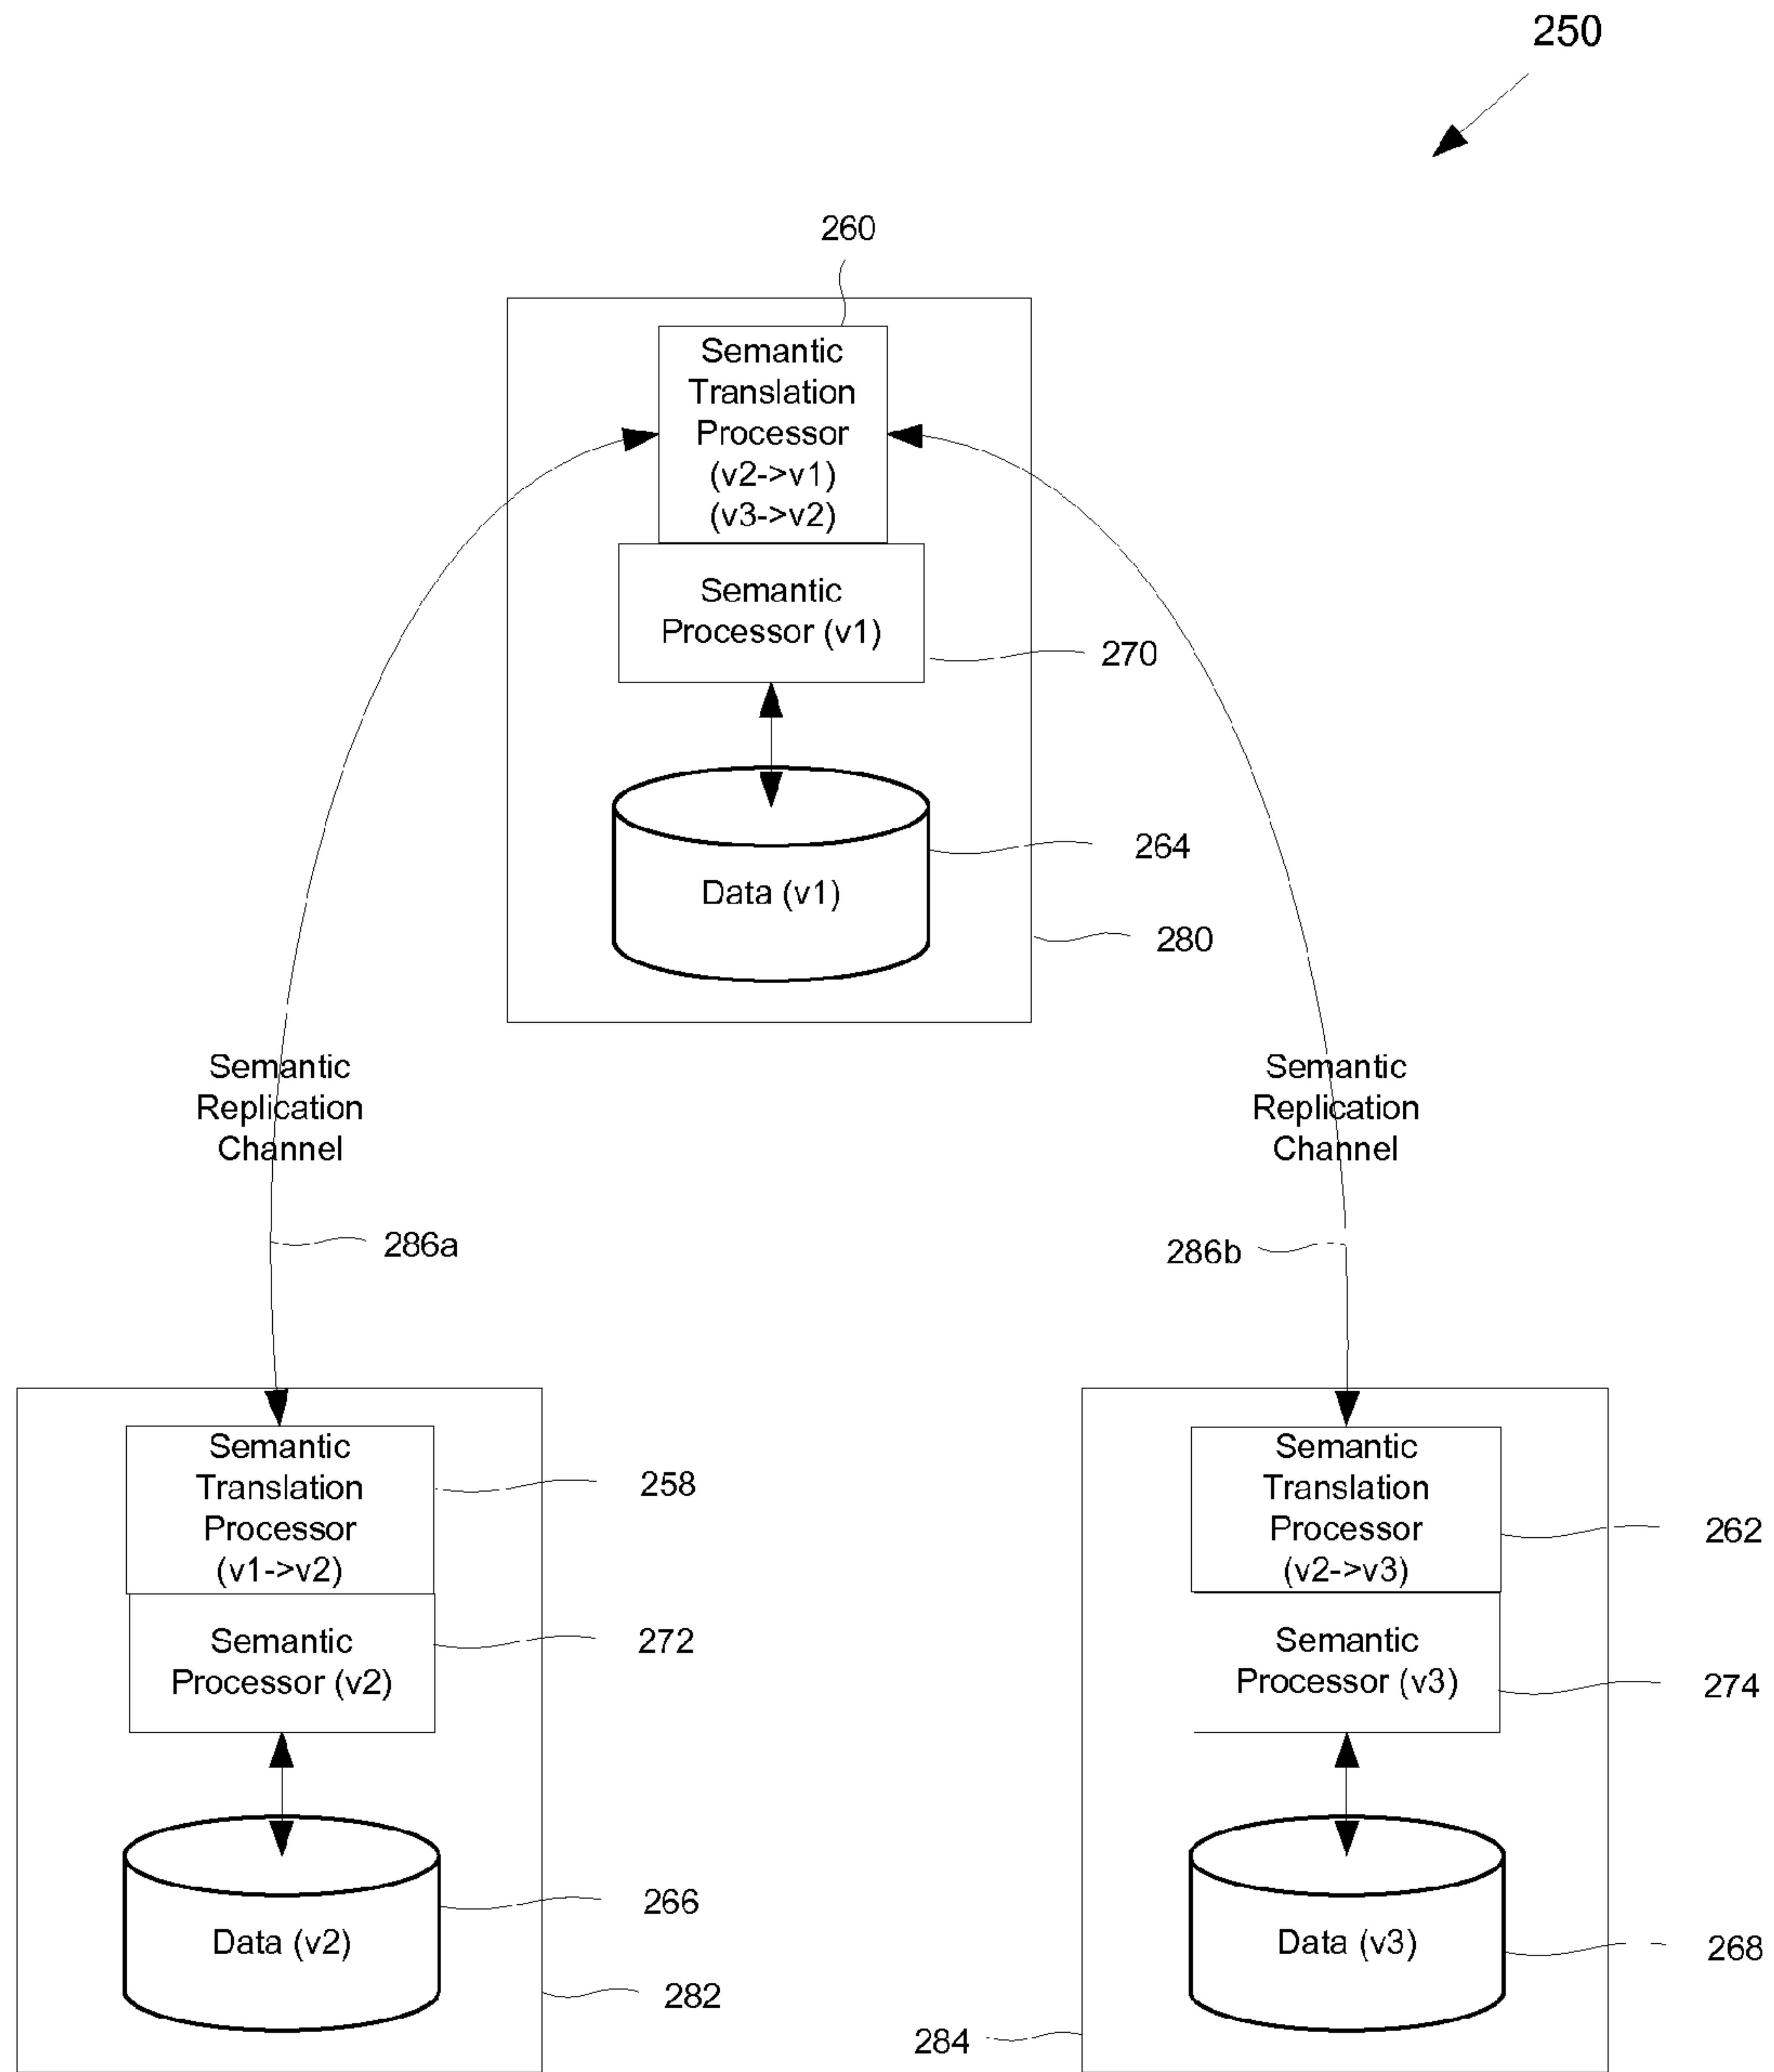 250
260
Semantic
Translation
Processor
(v2->v1)
(v3->v2)
Semantic
Processor (v1)
270
264
Data (v1)
280
Semantic
Replication
Channel
Semantic
Replication
Channel
286a
286b
Semantic
Translation
Processor
(v1->v2)
258
Semantic
Processor (v2)
272
Data (v2)
266
282
Semantic
Translation
Processor
(v2->v3)
262
Semantic
Processor (v3)
274
Data (v3)
268
284